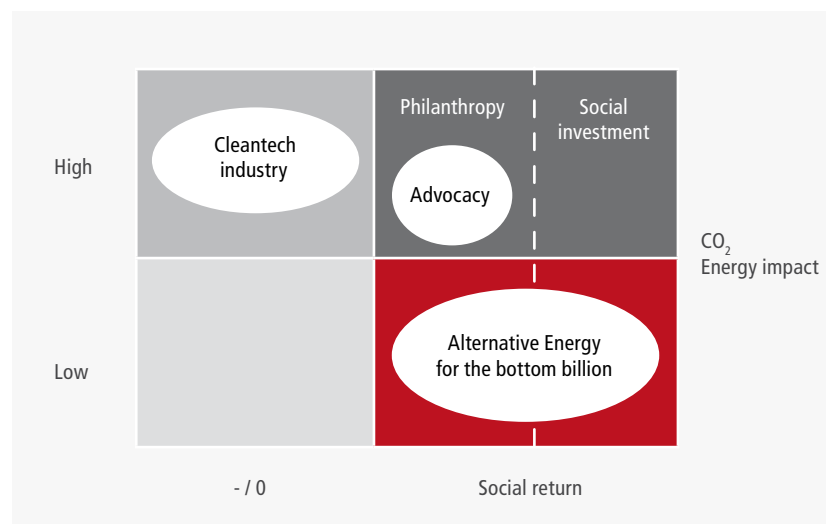 Philanthropy
Social
investment
Cleantech
industry
High
Advocacy
CO₂
Energy impact
Alternative Energy
for the bottom billion
Low
- / 0
Social return